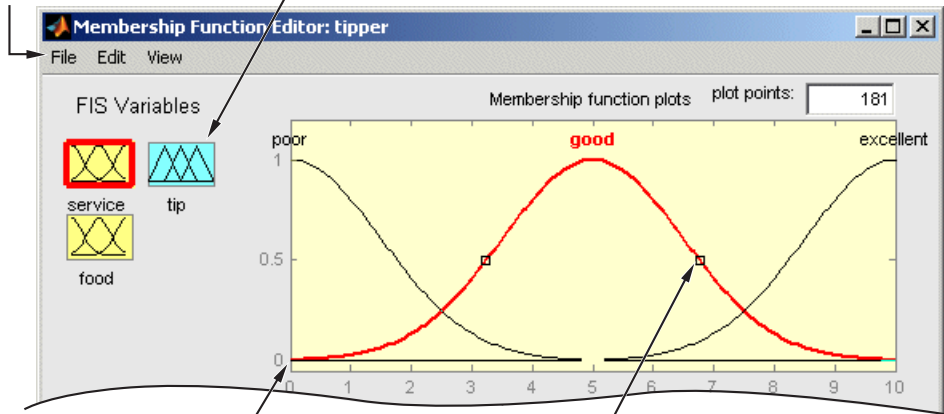 Membership Function Editor: tipper
File Edit View
FIS Variables
Membership function plots plot points: 181
poor good excellent
1
service tip
0.5
food
0
0 1 2 3 4 5 6 7 8 9 10